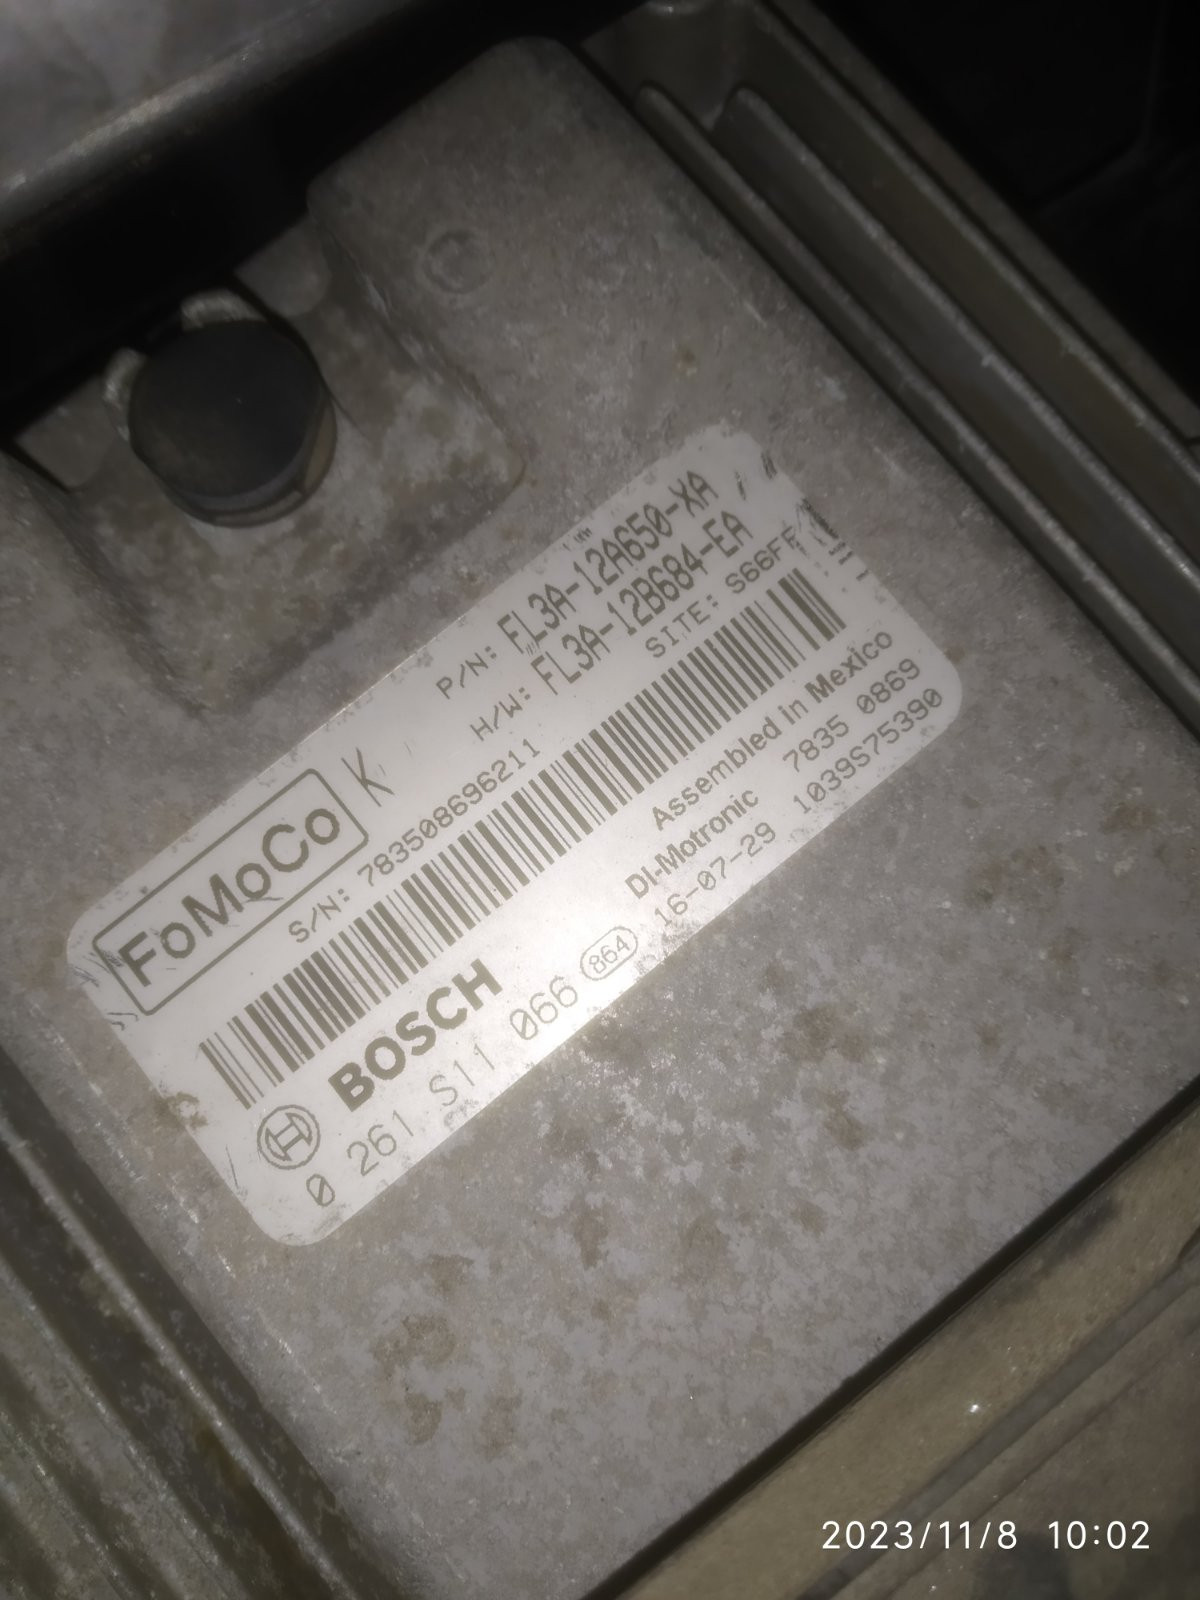 P/N: FL3A-12A650-XA
H/W: FL3A-12B684-EA
FoMoCo K
SITE: S66FF
S/N: 783508696211
BOSCH
Assembled in Mexico
DI-Motronic 7835 0869
0 261 S11 066 864 16-07-29 1039S75390
2023/11/8 10:02